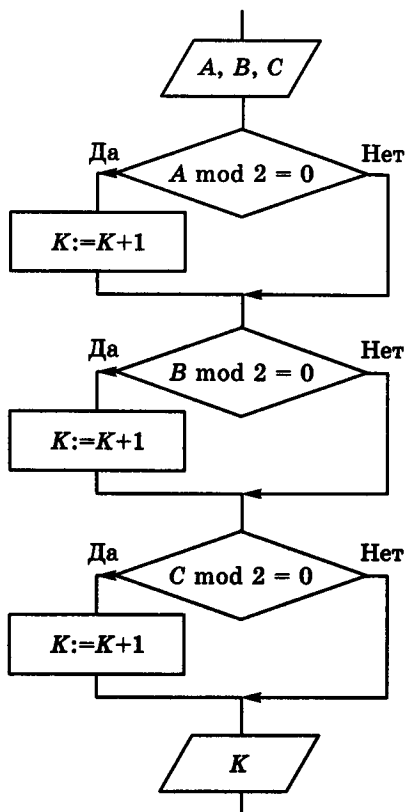 A, B, C
Да
Нет
A mod 2 = 0
K:=K+1
Да
Нет
B mod 2 = 0
K:=K+1
Да
Нет
C mod 2 = 0
K:=K+1
K